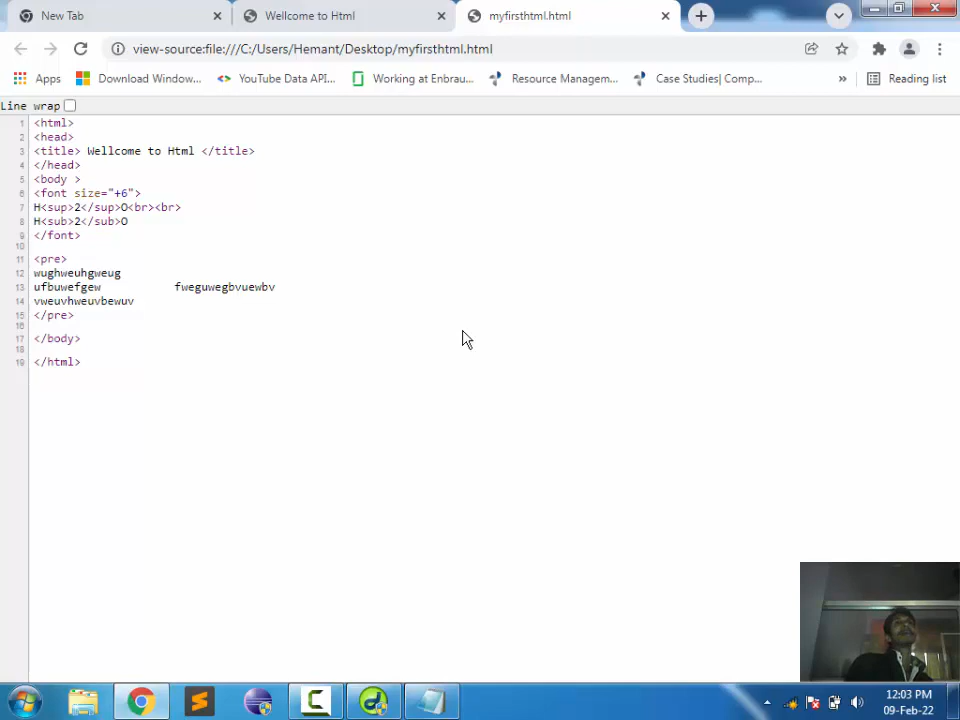 New Tab
Wellcome to Html
myfirsthtml.html
view-source:file:///C:/Users/Hemant/Desktop/myfirsthtml.html
Apps
Download Window...
YouTube Data API...
Working at Enbrau...
Resource Managem...
Case Studies| Comp...
»
Reading list
Line wrap
1 <html>
2 <head>
3 <title> Wellcome to Html </title>
4 </head>
5 <body >
6 <font size="+6">
7 H<sup>2</sup>O<br><br>
8 H<sub>2</sub>O
9 </font>
10
11 <pre>
12 wughweuhgweug
13 ufbuwefgew           fweguwegbvuewbv
14 vweuvhweuvbewuv
15 </pre>
16
17 </body>
18
19 </html>
12:03 PM
09-Feb-22